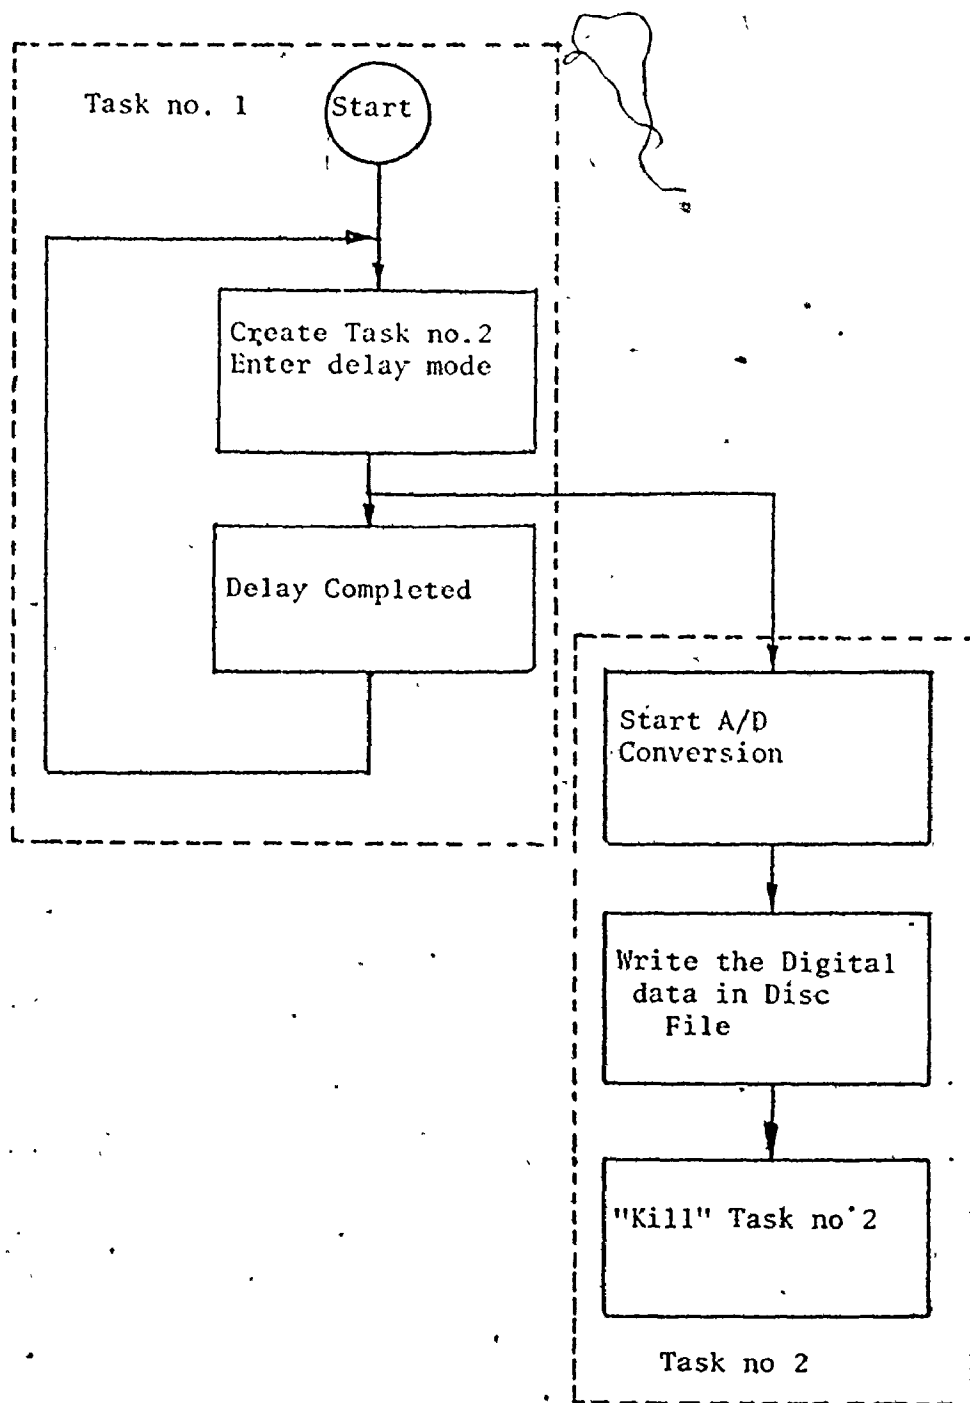 Task no. 1
Start
Create Task no.2
Enter delay mode
Delay Completed
Start A/D
Conversion
Write the Digital
data in Disc
File
"Kill" Task no 2
Task no 2